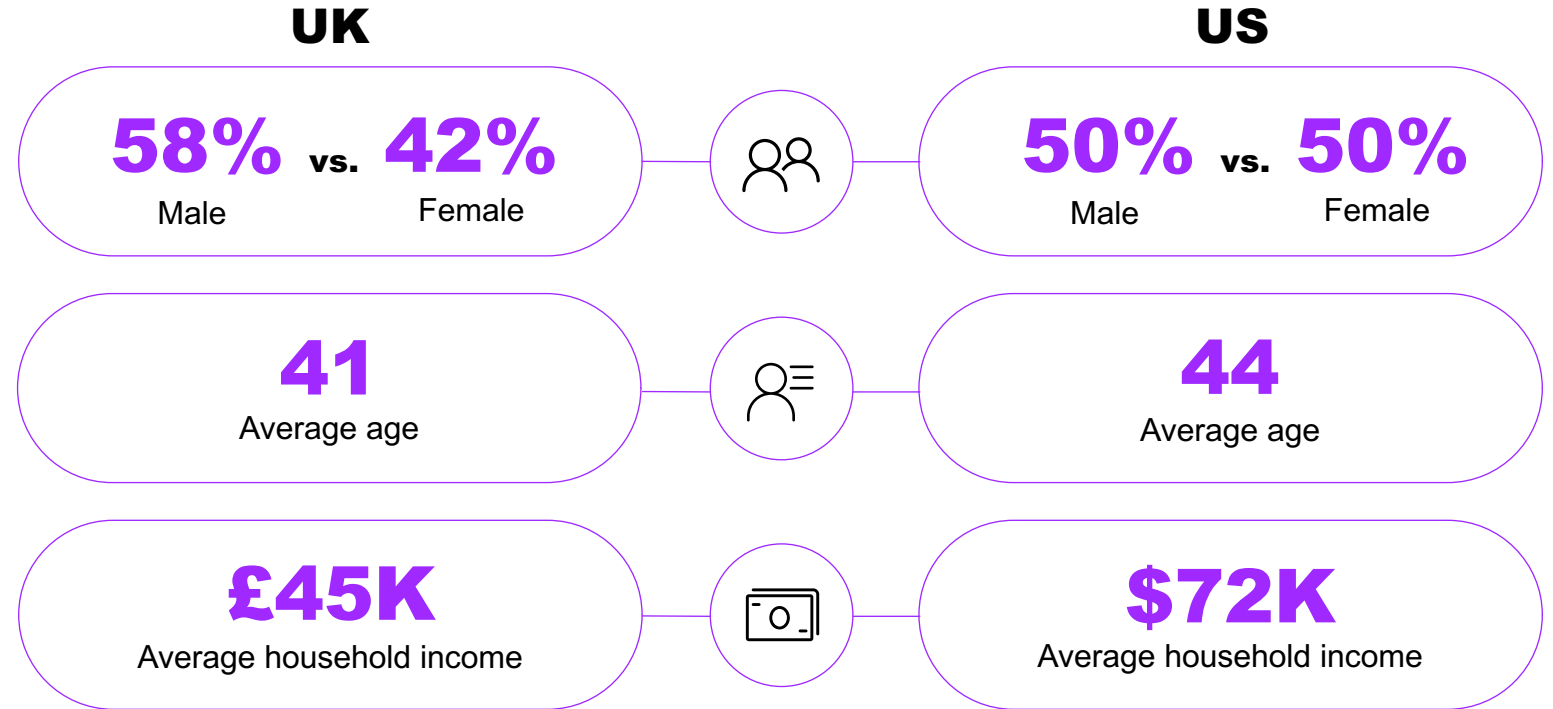 UK
58% vs. 42%
Male Female
41
Average age
£45K
Average household income
US
50% vs. 50%
Male Female
44
Average age
$72K
Average household income